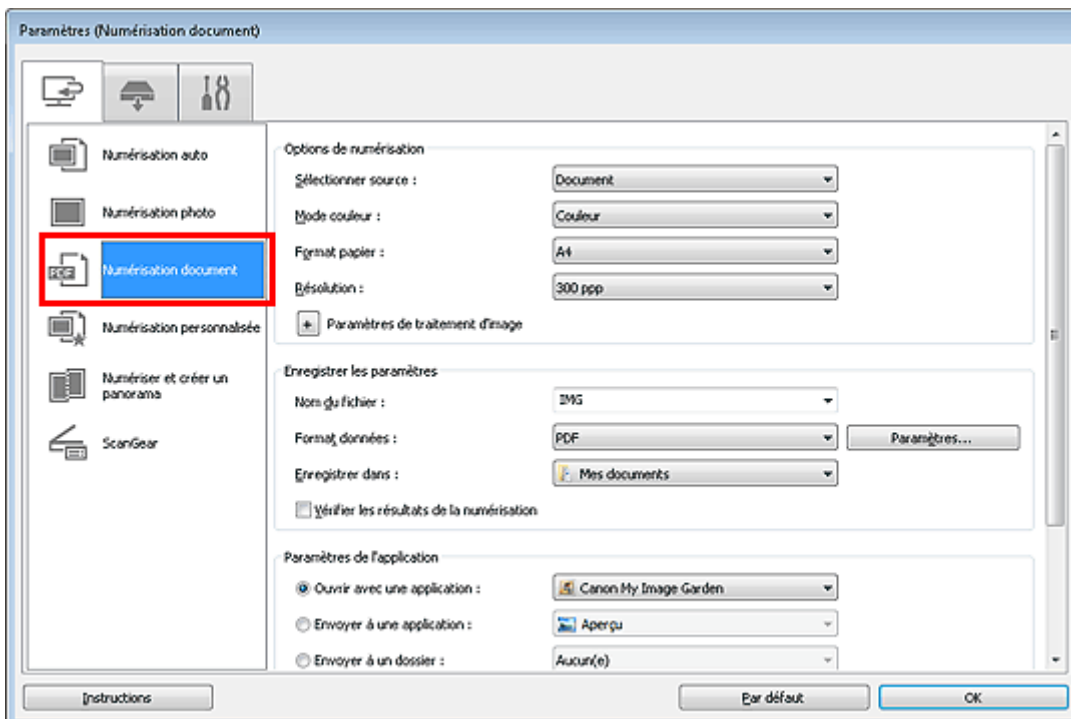 Paramètres (Numérisation document)
Numérisation auto
Numérisation photo
PDF
Numérisation document
Numérisation personnalisée
Numériser et créer un
panorama
ScanGear
Options de numérisation
Sélectionner source : Document
Mode couleur : Couleur
Format papier : A4
Résolution : 300 ppp
+ Paramètres de traitement d'image
Enregistrer les paramètres
Nom du fichier : IMG
Format données : PDF Paramètres...
Enregistrer dans : Mes documents
Vérifier les résultats de la numérisation
Paramètres de l'application
Ouvrir avec une application : Canon My Image Garden
Envoyer à une application : Aperçu
Envoyer à un dossier : Aucun(e)
Instructions Par défaut OK